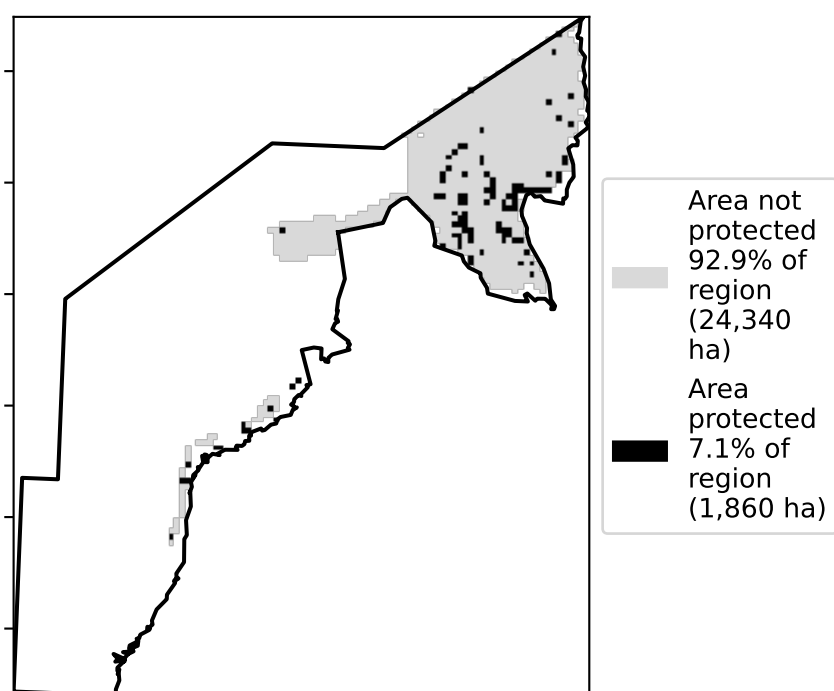 Area not
protected
92.9% of
region
(24,340
ha)
Area
protected
7.1% of
region
(1,860 ha)